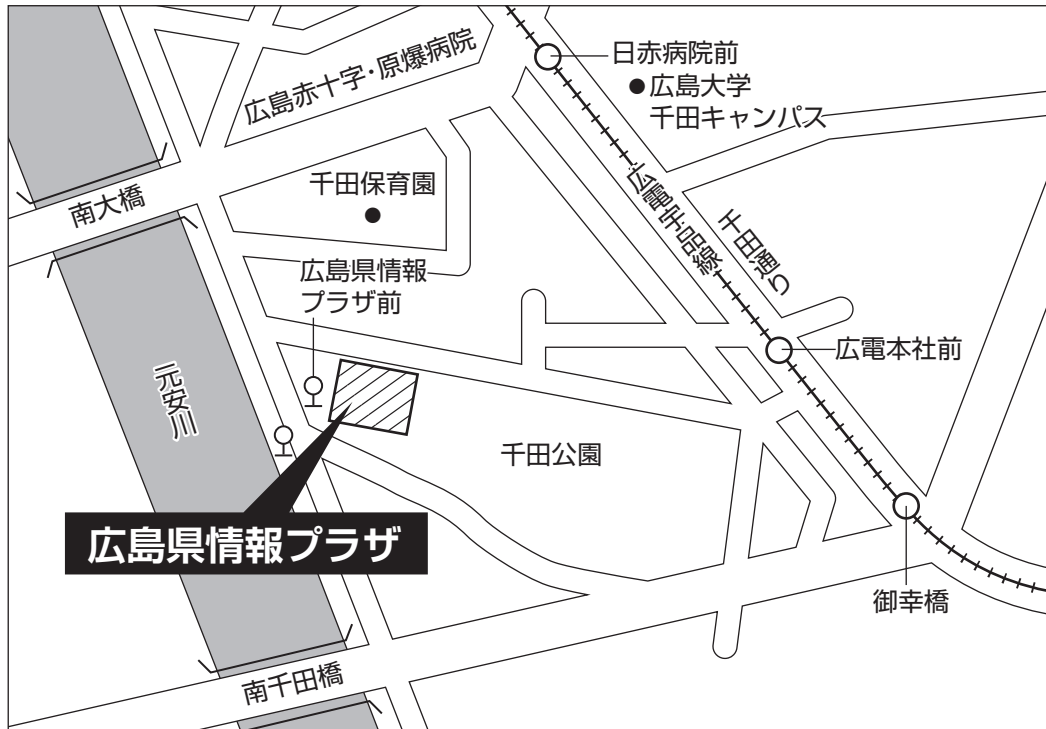 日赤病院前
広島大学
千田キャンパス
広島赤十字・原爆病院
千田保育園
南大橋
広電宇品線
千田通り
広島県情報
プラザ前
広電本社前
元安川
千田公園
広島県情報プラザ
御幸橋
南千田橋